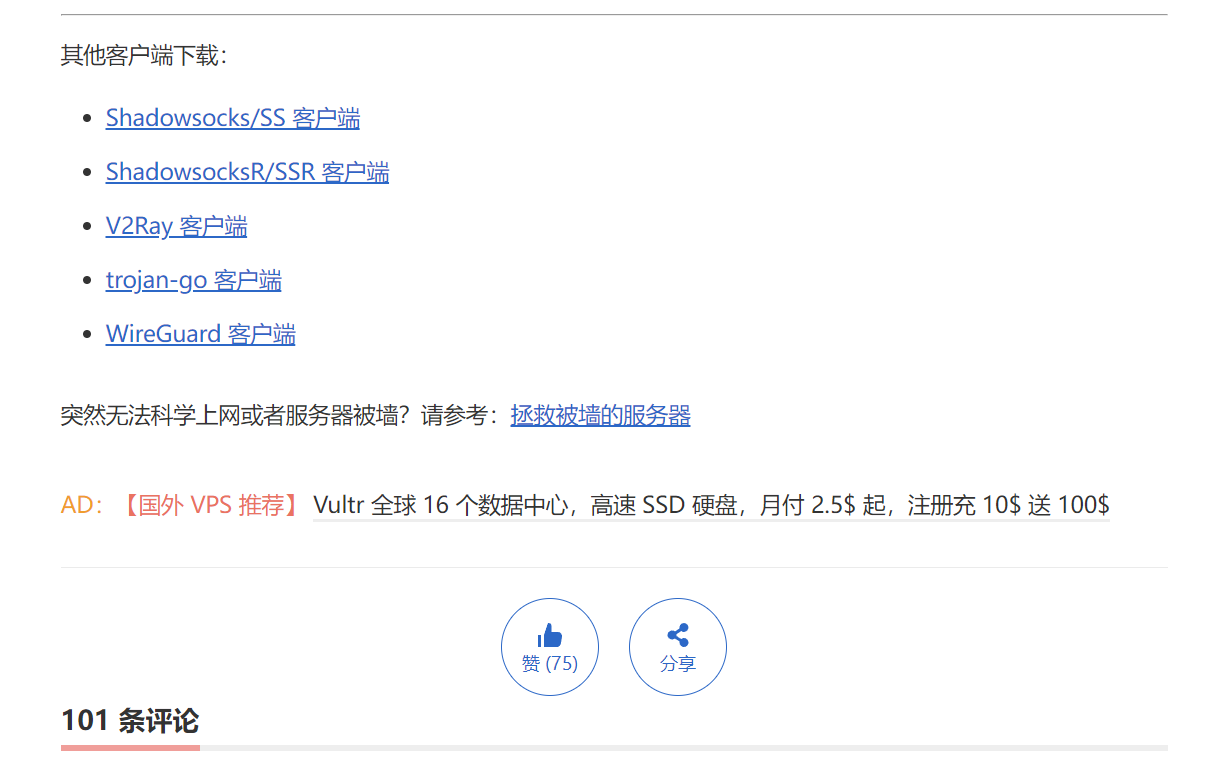 其他客户端下载：
Shadowsocks/SS 客户端
ShadowsocksR/SSR 客户端
V2Ray 客户端
trojan-go 客户端
WireGuard 客户端
突然无法科学上网或者服务器被墙？请参考：拯救被墙的服务器
AD：【国外 VPS 推荐】 Vultr 全球 16 个数据中心，高速 SSD 硬盘，月付 2.5$ 起，注册充 10$ 送 100$
赞 (75)
分享
101 条评论